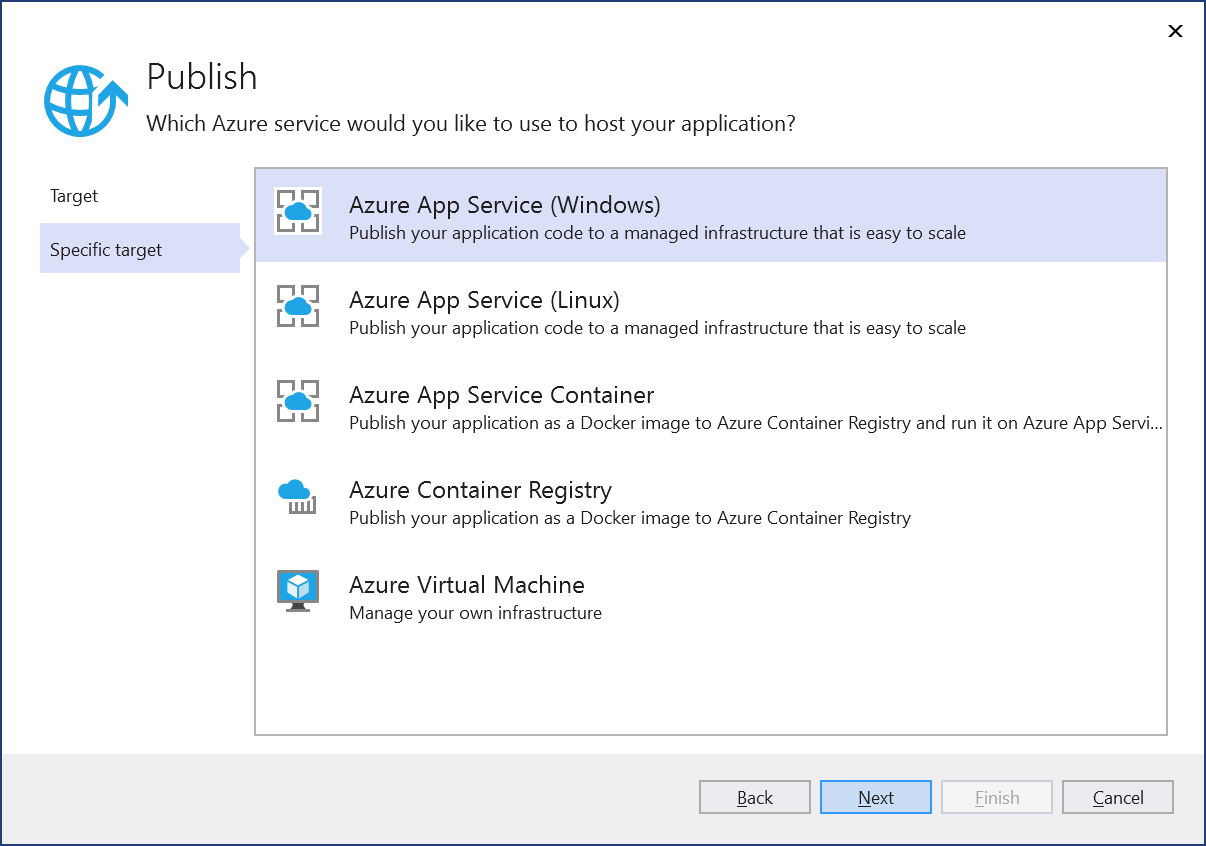 Publish
Which Azure service would you like to use to host your application?
Target
Specific target
Azure App Service (Windows)
Publish your application code to a managed infrastructure that is easy to scale
Azure App Service (Linux)
Publish your application code to a managed infrastructure that is easy to scale
Azure App Service Container
Publish your application as a Docker image to Azure Container Registry and run it on Azure App Servi...
Azure Container Registry
Publish your application as a Docker image to Azure Container Registry
Azure Virtual Machine
Manage your own infrastructure
Back
Next
Finish
Cancel